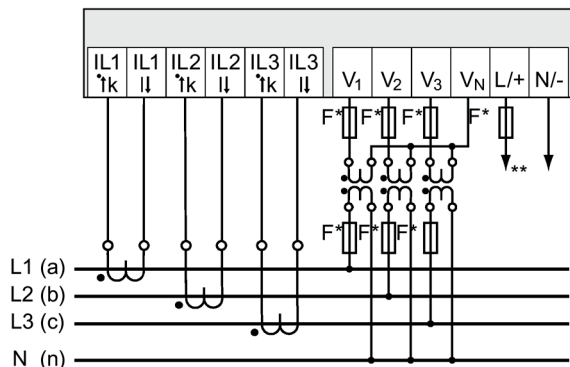 IL1 IL1 IL2 IL2 IL3 IL3
↑k I↓ ↑k I↓ ↑k I↓
V1 V2 V3 VN L/+ N/-
F* F* F* F*
**
F* F* F*
L1 (a)
L2 (b)
L3 (c)
N (n)